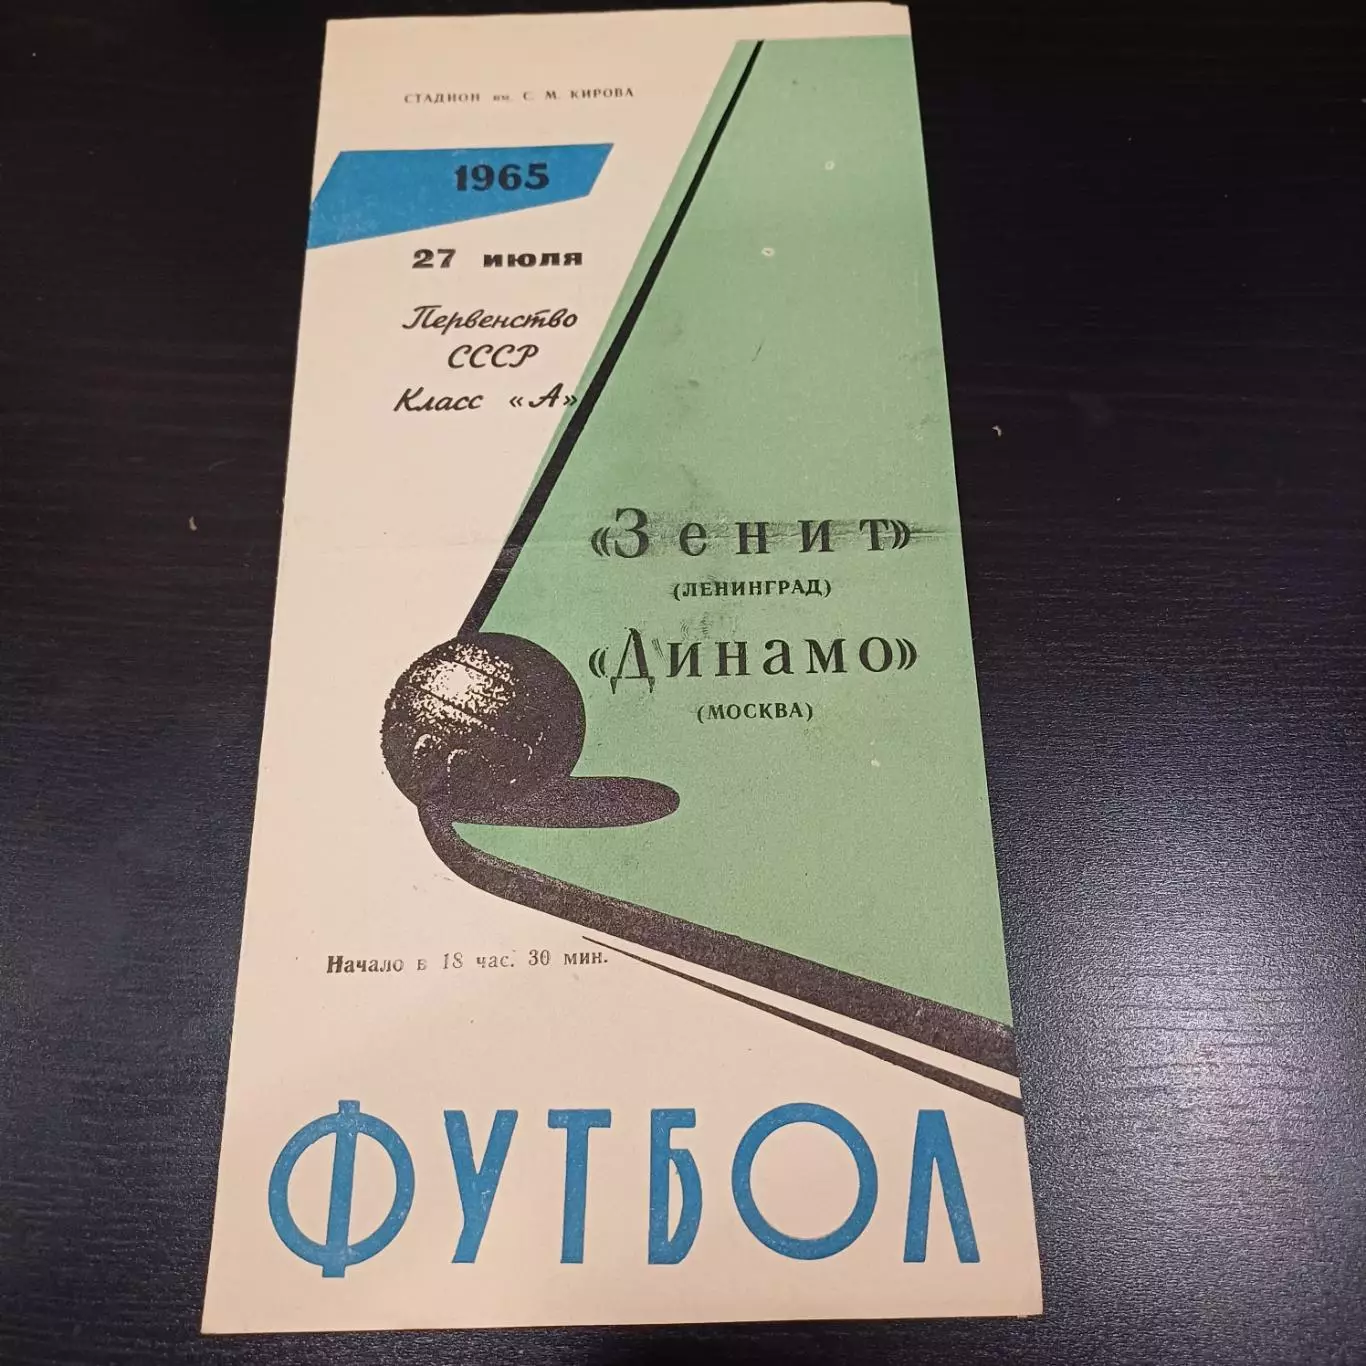 СТАДИОН им. С. М. КИРОВА
1965
27 июля
Первенство
СССР
Класс «А»
«Зенит»
(ЛЕНИНГРАД)
«Динамо»
(МОСКВА)
Начало в 18 час. 30 мин.
ФУТБОЛ